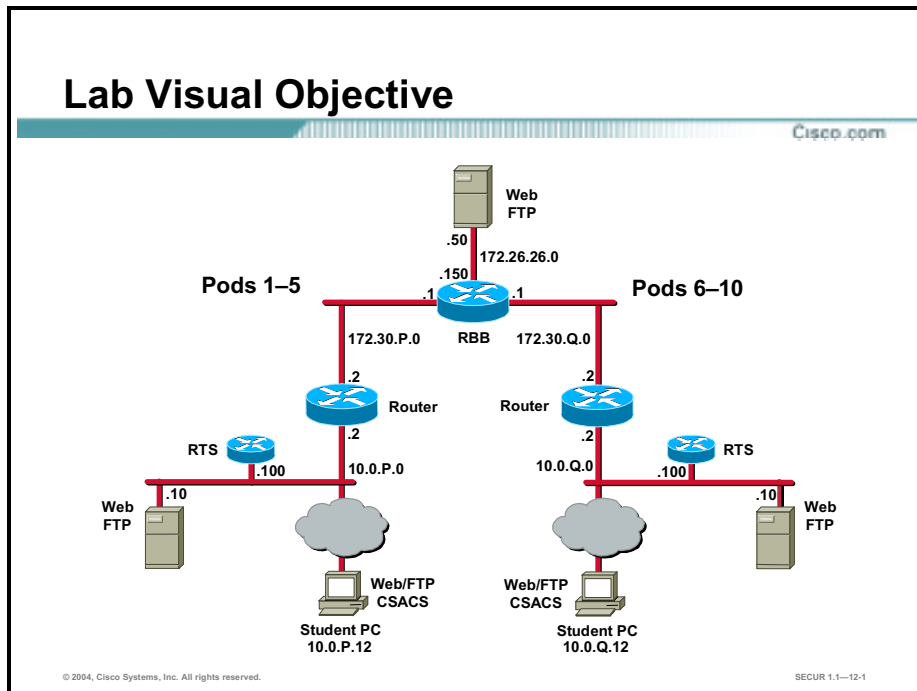 Lab Visual Objective
Cisco.com
Web
FTP
.50
172.26.26.0
.150
Pods 1–5
Pods 6–10
.1
.1
RBB
172.30.P.0
172.30.Q.0
.2
.2
Router
Router
.2
.2
RTS
RTS
.100
10.0.P.0
10.0.Q.0
.100
.10
.10
Web
FTP
Web
FTP
Web/FTP
CSACS
Web/FTP
CSACS
Student PC
10.0.P.12
Student PC
10.0.Q.12
© 2004, Cisco Systems, Inc. All rights reserved.
SECUR 1.1—12-1